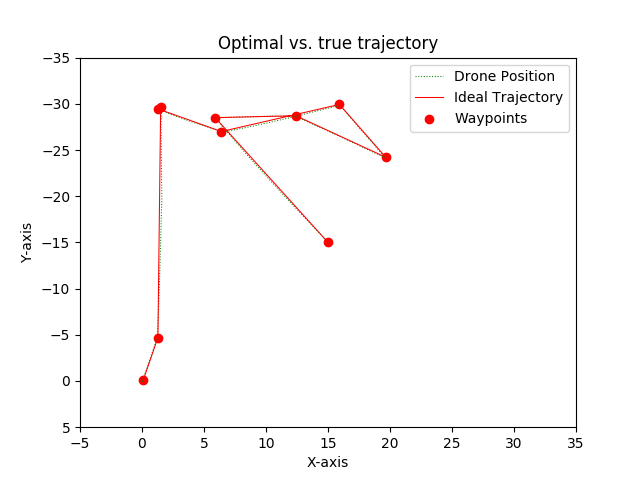 Optimal vs. true trajectory
Drone Position
Ideal Trajectory
Waypoints
Y-axis
−35
−30
−25
−20
−15
−10
−5
0
5
−5 0 5 10 15 20 25 30 35
X-axis